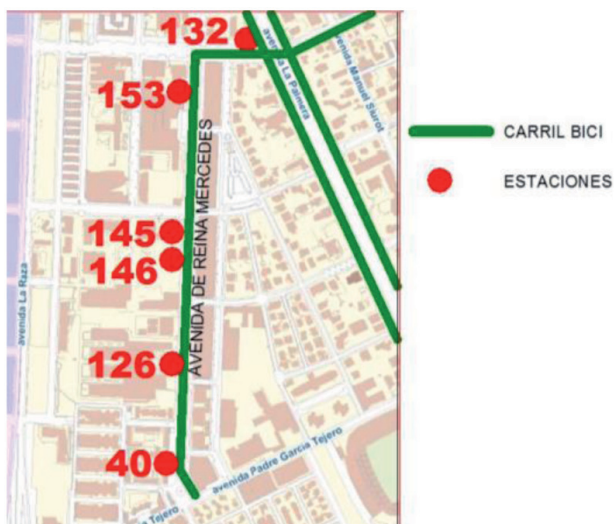 132
avenida La Palmera
avenida Manuel Siurot
153
CARRIL BICI
ESTACIONES
AVENIDA DE REINA MERCEDES
145
146
avenida La Raza
126
40
avenida Padre García Tejero
Tejero